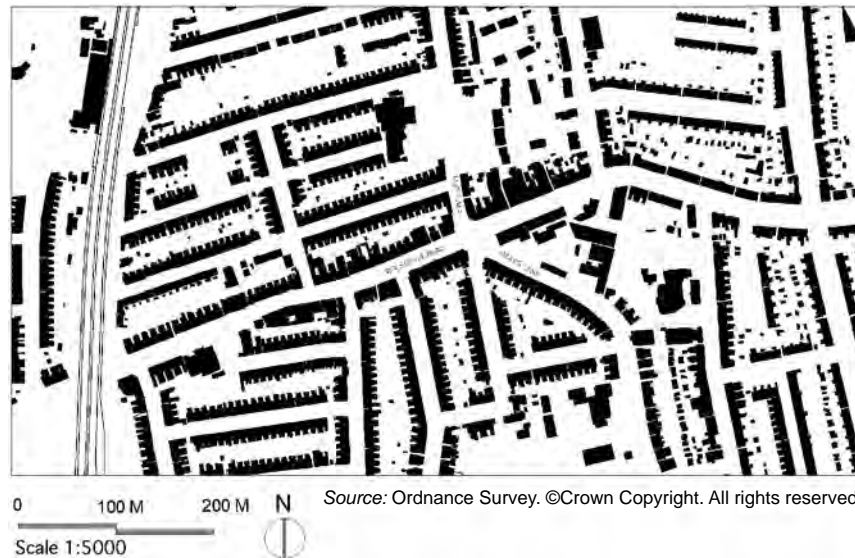 0 100 M 200 M
N
Source: Ordnance Survey. ©Crown Copyright. All rights reserved
Scale 1:5000